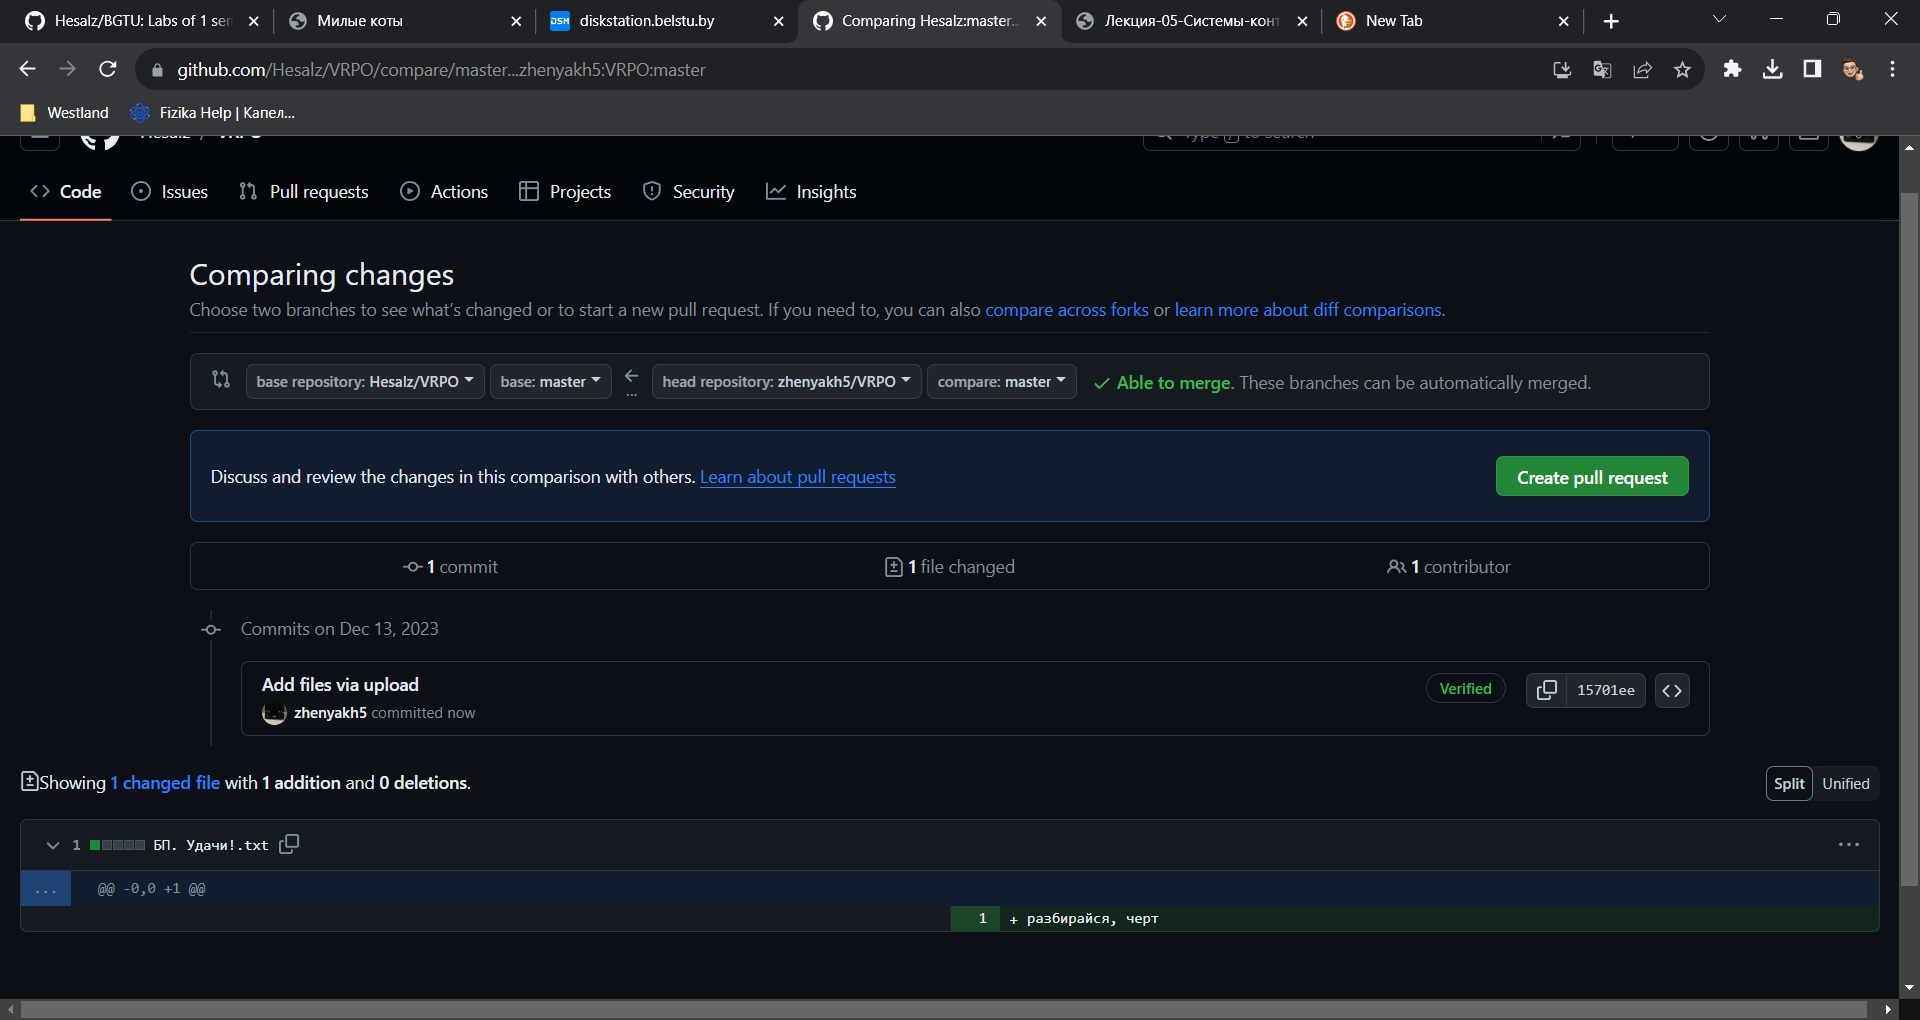 Hesalz/BGTU: Labs of 1 sen
Милые коты
DSM diskstation.belstu.by
Comparing Hesalz:master...
Лекция-05-Системы-конт
New Tab
github.com/Hesalz/VRPO/compare/master...zhenyakh5:VRPO:master
Westland
Fizika Help | Капел...
Code
Issues
Pull requests
Actions
Projects
Security
Insights
Comparing changes
Choose two branches to see what's changed or to start a new pull request. If you need to, you can also compare across forks or learn more about diff comparisons.
base repository: Hesalz/VRPO
base: master
...
head repository: zhenyakh5/VRPO
compare: master
Able to merge. These branches can be automatically merged.
Discuss and review the changes in this comparison with others. Learn about pull requests
Create pull request
1 commit
1 file changed
1 contributor
Commits on Dec 13, 2023
Add files via upload
zhenyakh5 committed now
Verified
15701ee
Showing 1 changed file with 1 addition and 0 deletions.
Split
Unified
1 БП. Удачи!.txt
...
... @@ -0,0 +1 @@
1 + разбирайся, черт